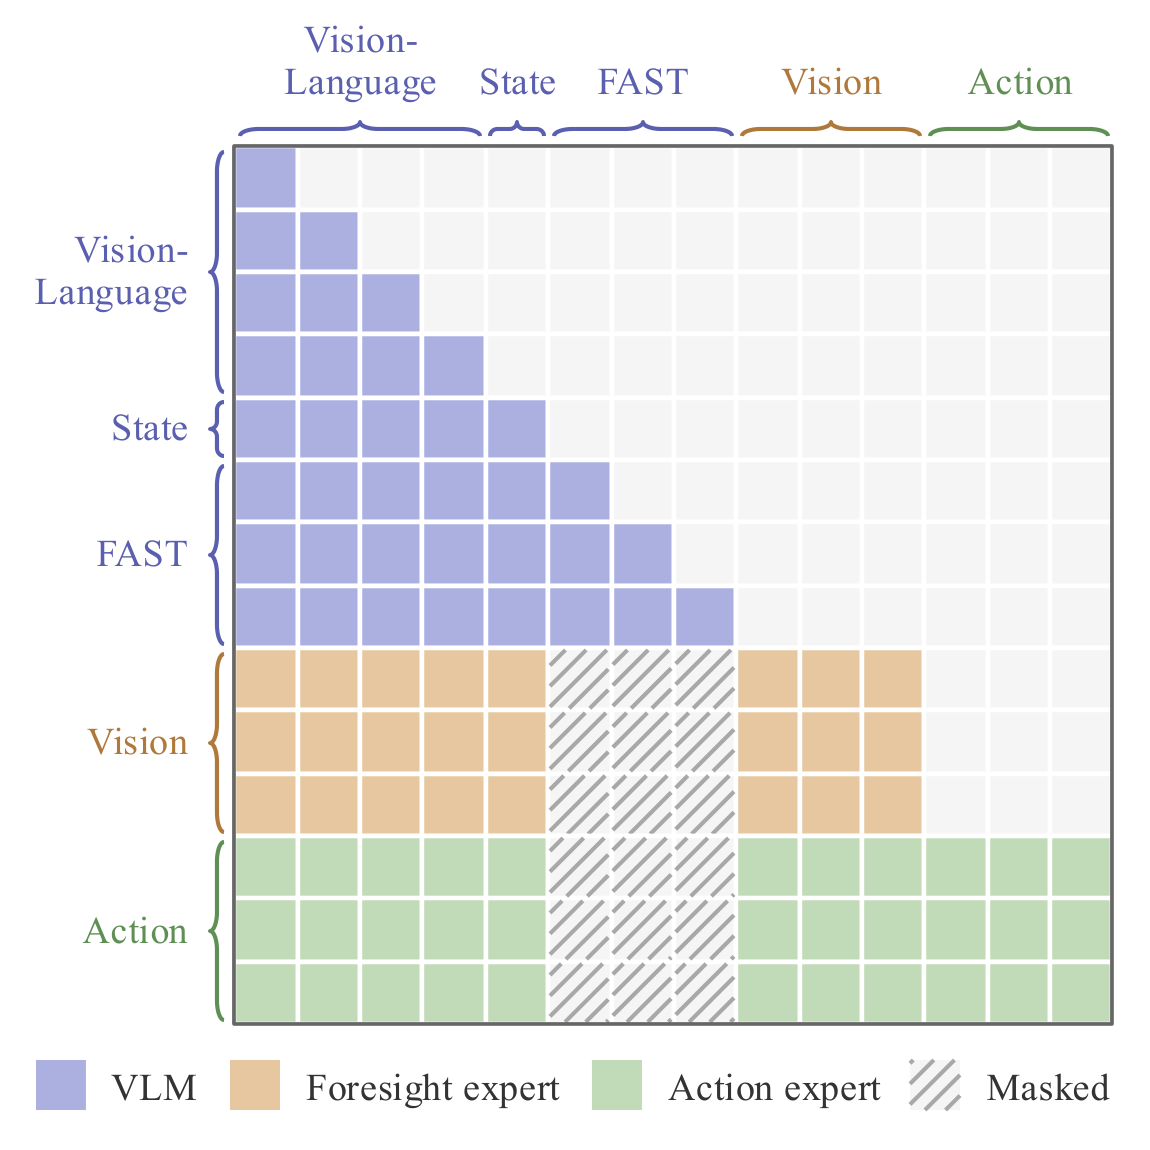 Vision-
Language
State
FAST
Vision
Action
Vision-
Language
State
FAST
Vision
Action
VLM
Foresight expert
Action expert
Masked